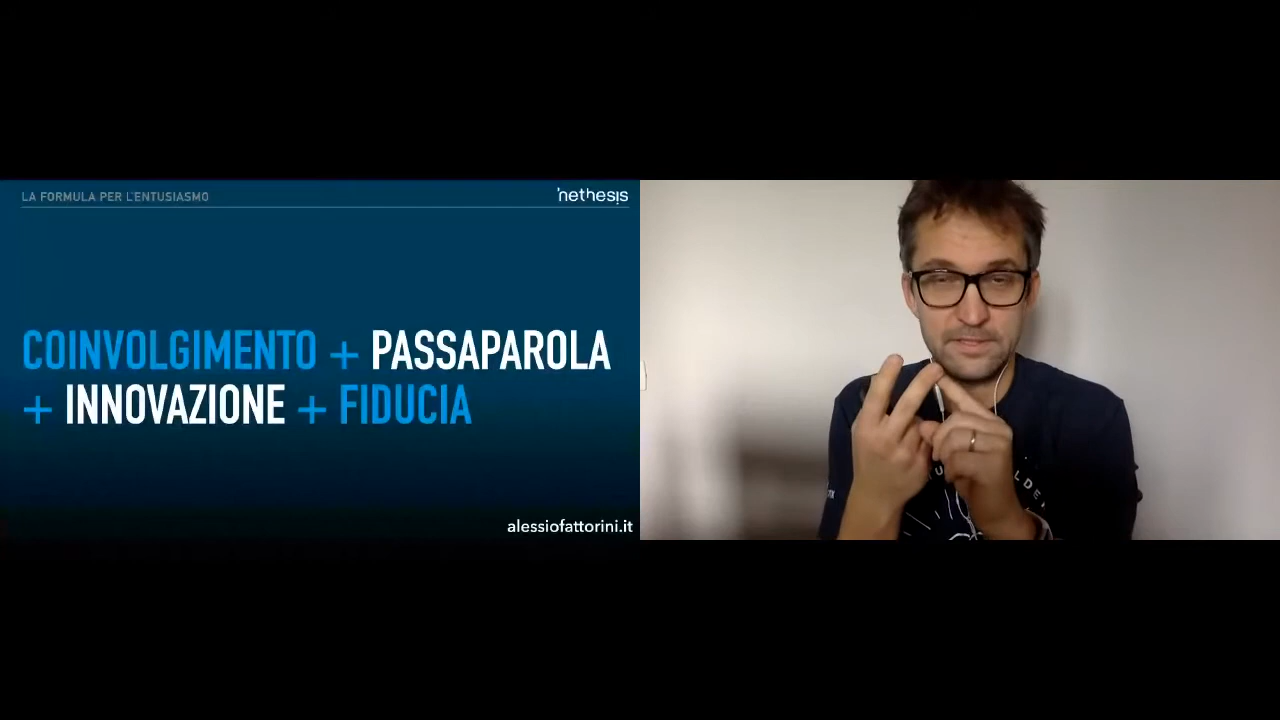 LA FORMULA PER L'ENTUSIASMO
nethesis
COINVOLGIMENTO + PASSAPAROLA
+ INNOVAZIONE + FIDUCIA
alessiofattorini.it